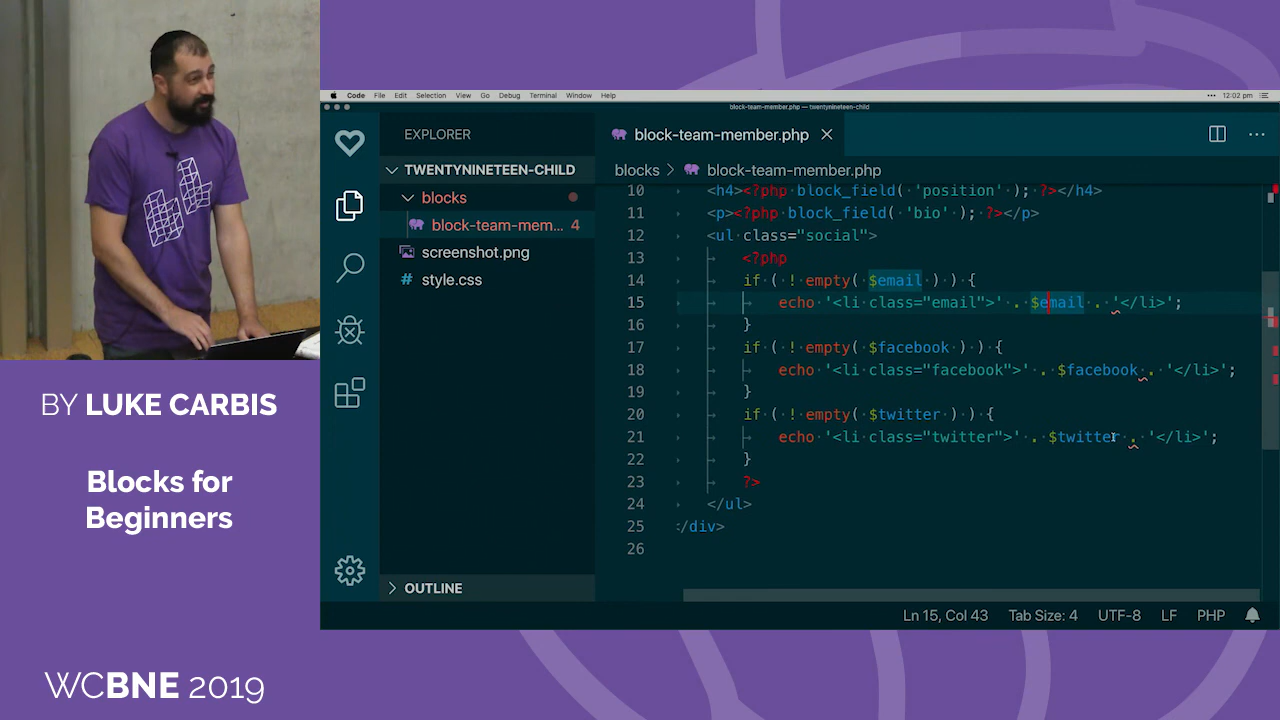 Code File Edit Selection View Go Debug Terminal Window Help
12:02 pm
block-team-member.php — twentynineteen-child
EXPLORER
block-team-member.php
TWENTYNINETEEN-CHILD
blocks
block-team-mem... 4
screenshot.png
style.css
OUTLINE
blocks > block-team-member.php
10 <h4><?php block_field( 'position' ); ?></h4>
11 <p><?php block_field( 'bio' ); ?></p>
12 <ul class="social">
13 <?php
14 if ( ! empty( $email ) ) {
15 echo '<li class="email">' . $email . '</li>';
16 }
17 if ( ! empty( $facebook ) ) {
18 echo '<li class="facebook">' . $facebook . '</li>';
19 }
20 if ( ! empty( $twitter ) ) {
21 echo '<li class="twitter">' . $twitter . '</li>';
22 }
23 ?>
24 </ul>
25 </div>
26
Ln 15, Col 43 Tab Size: 4 UTF-8 LF PHP
BY LUKE CARBIS
Blocks for
Beginners
WCBNE 2019